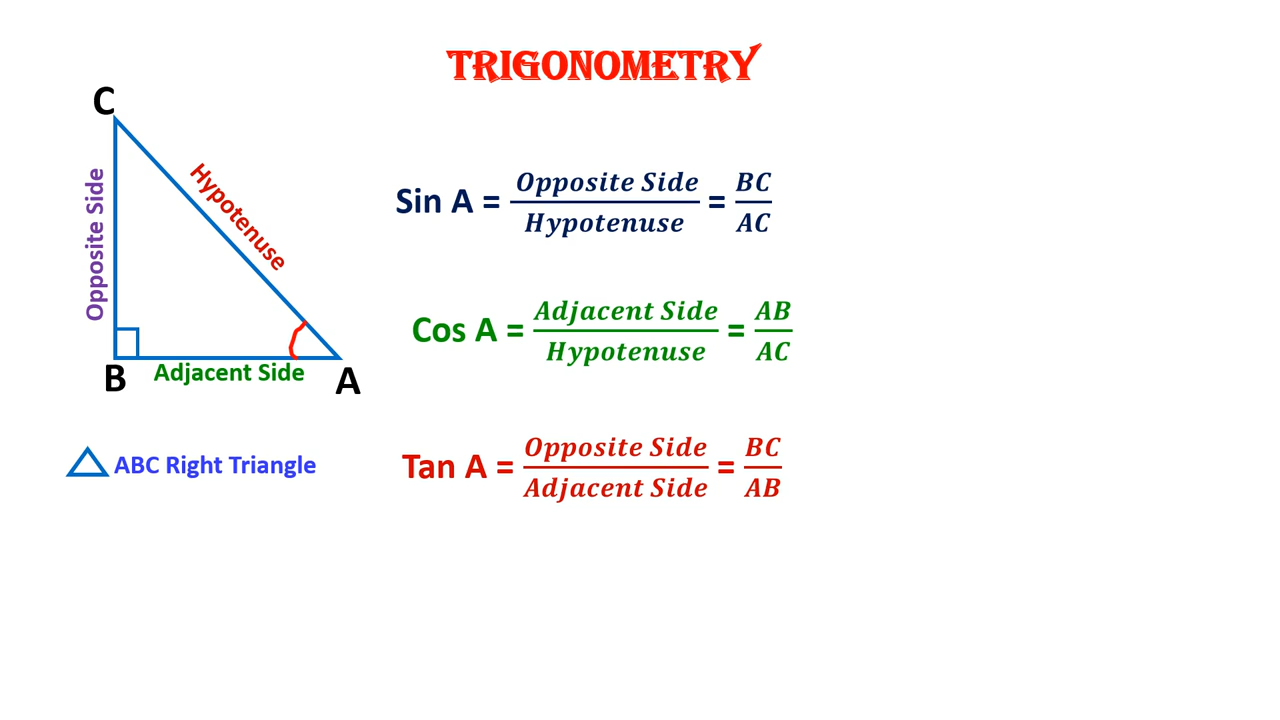 TRIGONOMETRY
C
Opposite Side
Hypotenuse
B
Adjacent Side
A
ABC Right Triangle
Sin A = Opposite Side / Hypotenuse = BC / AC
Cos A = Adjacent Side / Hypotenuse = AB / AC
Tan A = Opposite Side / Adjacent Side = BC / AB